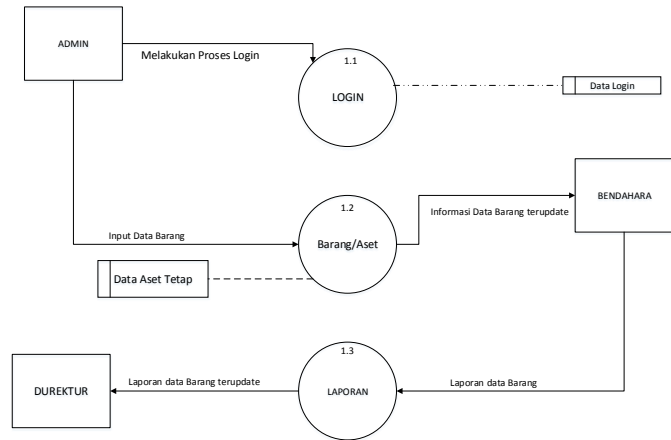 ADMIN
Melakukan Proses Login
1.1
LOGIN
Data Login
1.2
Barang/Aset
Informasi Data Barang terupdate
BENDAHARA
Input Data Barang
Data Aset Tetap
1.3
LAPORAN
Laporan data Barang
Laporan data Barang terupdate
DUREKTUR